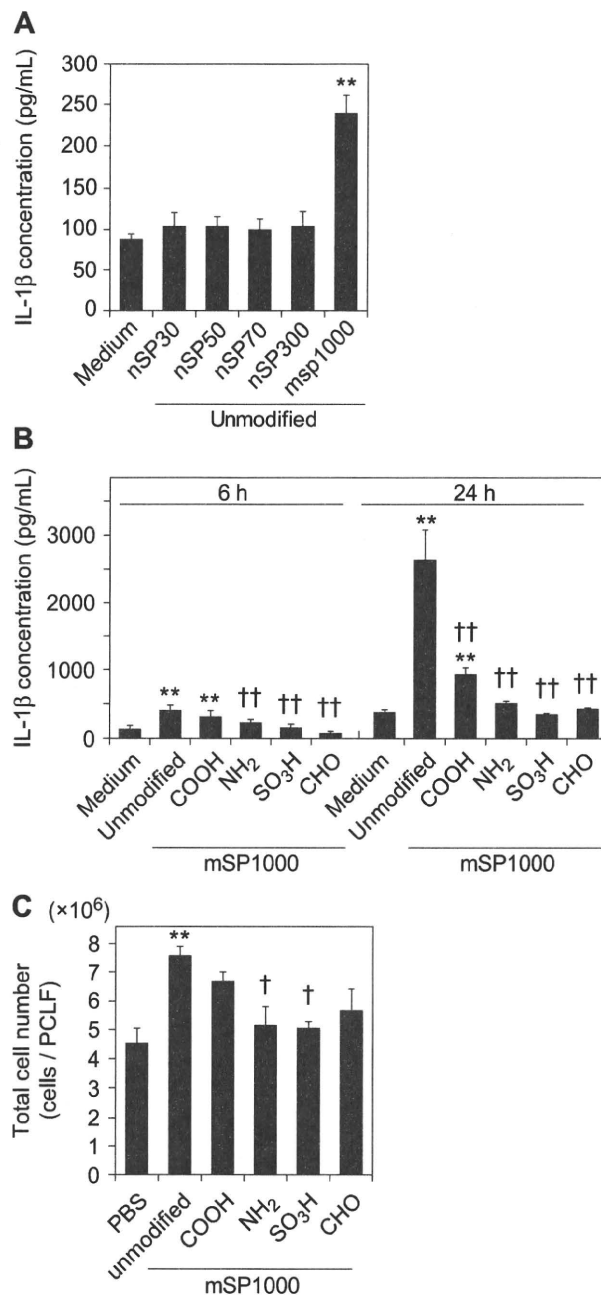 A
IL-1β concentration (pg/mL)
300
250
200
150
100
50
0
**
Medium
nSP30
nSP50
nSP70
nSP300
msp1000
Unmodified
B
IL-1β concentration (pg/mL)
6 h
24 h
3000
2000
1000
0
** ** †† †† ††
** †† ** †† †† ††
Medium
Unmodified
COOH
NH₂
SO₃H
CHO
Medium
Unmodified
COOH
NH₂
SO₃H
CHO
mSP1000
mSP1000
C
(×10⁶)
Total cell number
(cells / PCLF)
8
7
6
5
4
3
2
1
0
** † †
PBS
unmodified
COOH
NH₂
SO₃H
CHO
mSP1000